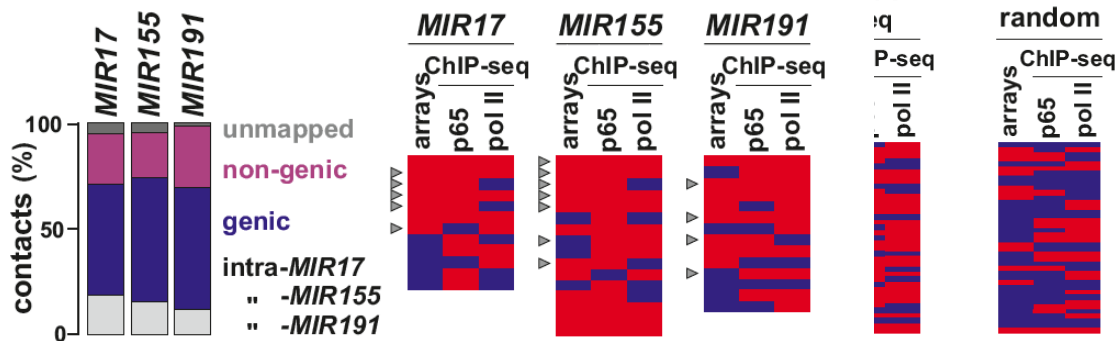 MIR17
MIR155
MIR191
contacts (%)
100
50
0
unmapped
non-genic
genic
intra-MIR17
" -MIR155
" -MIR191
MIR17
ChIP-seq
arrays
p65
pol II
MIR155
ChIP-seq
arrays
p65
pol II
MIR191
ChIP-seq
arrays
p65
pol II
eq
P-seq
pol II
random
ChIP-seq
arrays
p65
pol II